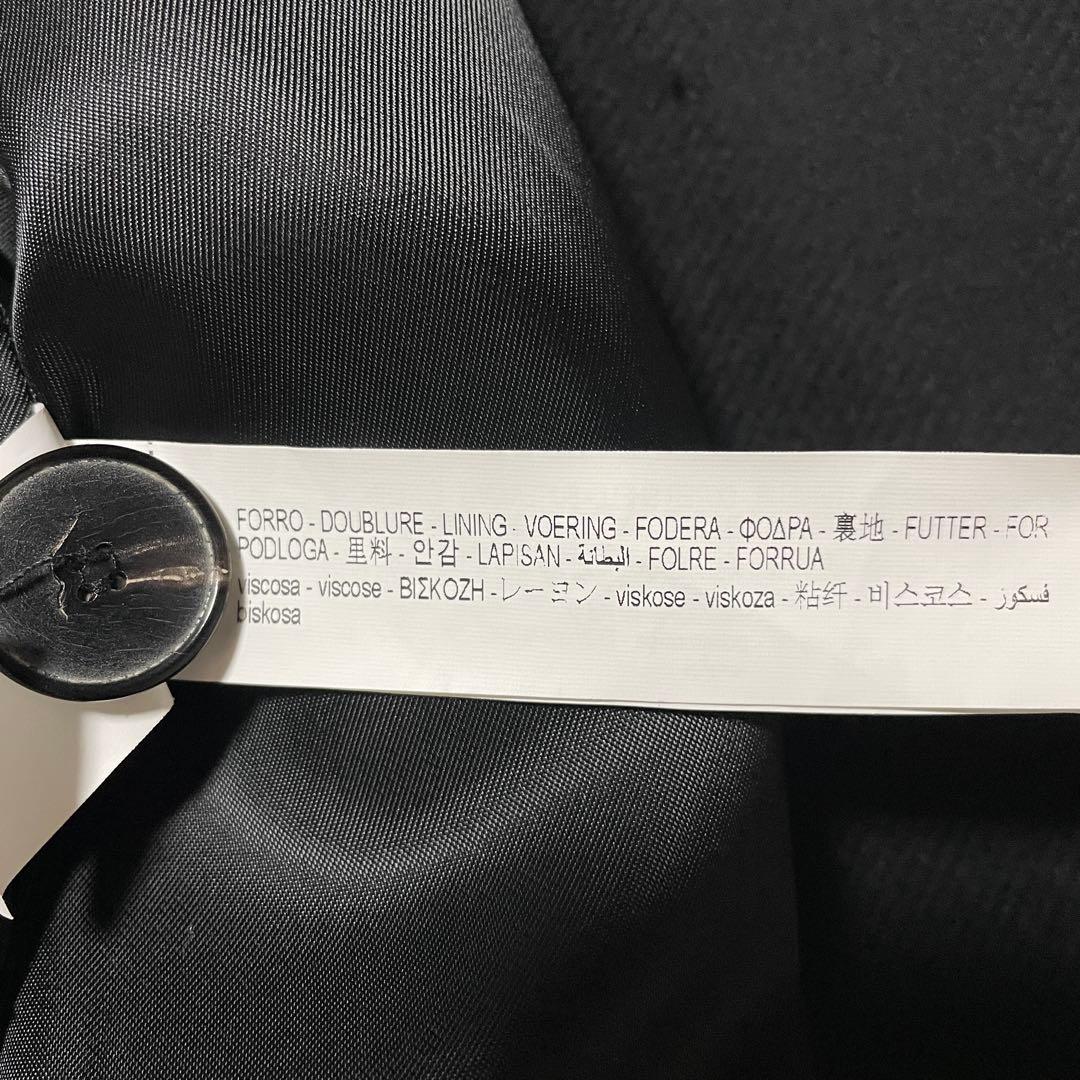 FORRO - DOUBLURE - LINING - VOERING - FODERA - ΦΟΔΡΑ - 裏地 - FUTTER - FOR
PODLOGA - 里料 - 안감 - LAPISAN - البطانة - FOLRE - FORRUA
viscosa - viscose - ΒΙΣΚΟΖΗ - レーヨン - viskose - viskoza - 粘纤 - 비스코스 - فسكوز
biskosa